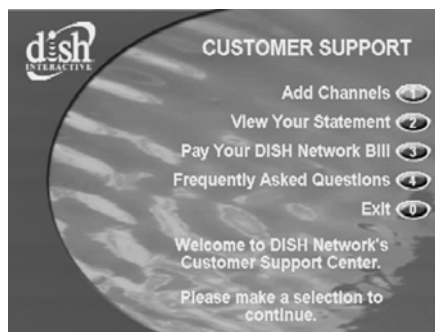 dish
INTERACTIVE
CUSTOMER SUPPORT
Add Channels 1
View Your Statement 2
Pay Your DISH Network Bill 3
Frequently Asked Questions 4
Exit 0
Welcome to DISH Network's
Customer Support Center.
Please make a selection to
continue.